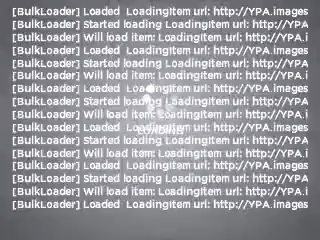 [BulkLoader] Loaded  LoadingItem url: http://YPA.images
[BulkLoader] Started loading LoadingItem url: http://YPA
[BulkLoader] Will load item: LoadingItem url: http://YPA.i
[BulkLoader] Loaded  LoadingItem url: http://YPA.images
[BulkLoader] Started loading LoadingItem url: http://YPA
[BulkLoader] Will load item: LoadingItem url: http://YPA.i
[BulkLoader] Loaded  LoadingItem url: http://YPA.images
[BulkLoader] Started loading LoadingItem url: http://YPA
[BulkLoader] Will load item: LoadingItem url: http://YPA.i
[BulkLoader] Loaded  LoadingItem url: http://YPA.images
LOADING
[BulkLoader] Started loading LoadingItem url: http://YPA
[BulkLoader] Will load item: LoadingItem url: http://YPA.i
[BulkLoader] Loaded  LoadingItem url: http://YPA.images
[BulkLoader] Started loading LoadingItem url: http://YPA
[BulkLoader] Will load item: LoadingItem url: http://YPA.i
[BulkLoader] Loaded  LoadingItem url: http://YPA.images